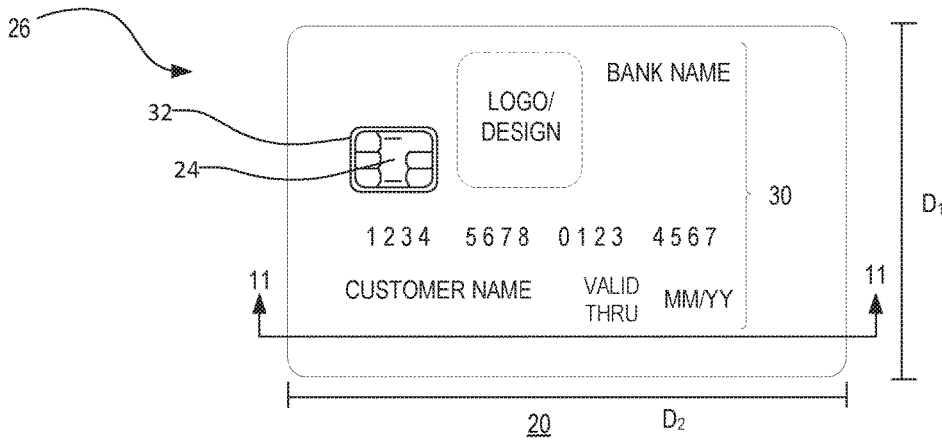 26
BANK NAME
LOGO/
DESIGN
32
24
30
D₁
1234 5678 0123 4567
11
11
CUSTOMER NAME
VALID
THRU
MM/YY
20
D₂